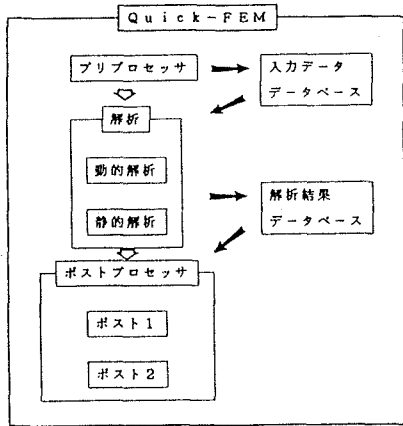 Quick-FEM
プリプロセッサ
入力データ
データベース
解析
動的解析
静的解析
解析結果
データベース
ポストプロセッサ
ポスト1
ポスト2